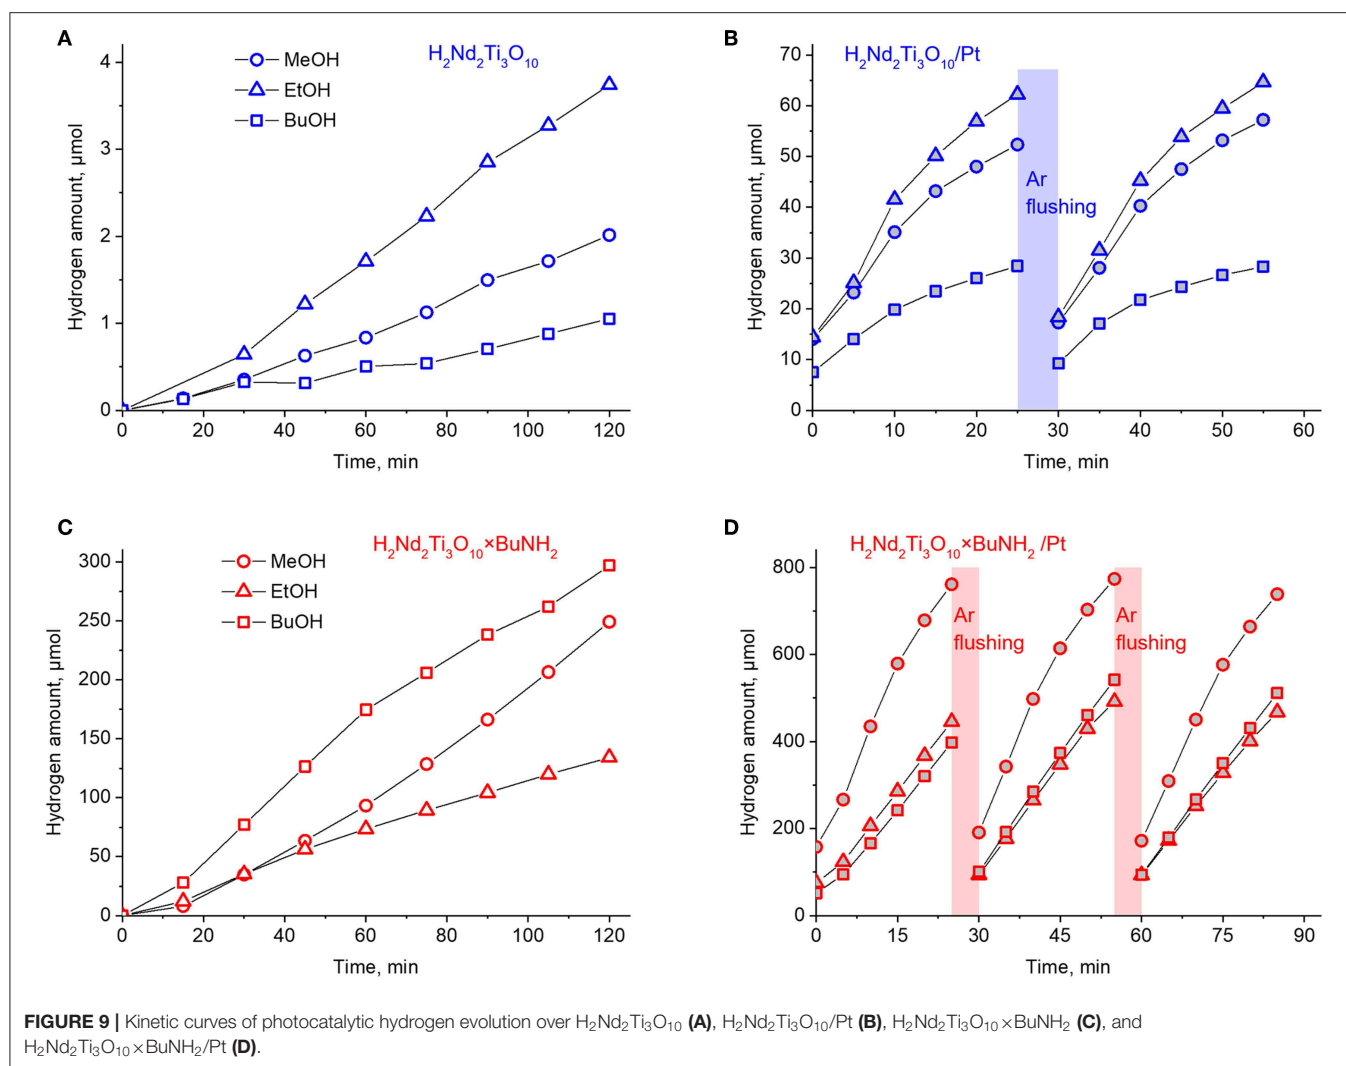 A
H₂Nd₂Ti₃O₁₀
MeOH
EtOH
BuOH
4
3
2
1
0
Hydrogen amount, µmol
0 20 40 60 80 100 120
Time, min
B
H₂Nd₂Ti₃O₁₀/Pt
70
60
50
40
30
20
10
0
Hydrogen amount, µmol
Ar
flushing
0 10 20 30 40 50 60
Time, min
C
H₂Nd₂Ti₃O₁₀×BuNH₂
MeOH
EtOH
BuOH
300
250
200
150
100
50
0
Hydrogen amount, µmol
0 20 40 60 80 100 120
Time, min
D
H₂Nd₂Ti₃O₁₀×BuNH₂ /Pt
800
600
400
200
0
Hydrogen amount, µmol
Ar
flushing
Ar
flushing
0 15 30 45 60 75 90
Time, min
FIGURE 9 | Kinetic curves of photocatalytic hydrogen evolution over H₂Nd₂Ti₃O₁₀ (A), H₂Nd₂Ti₃O₁₀/Pt (B), H₂Nd₂Ti₃O₁₀×BuNH₂ (C), and
H₂Nd₂Ti₃O₁₀×BuNH₂/Pt (D).